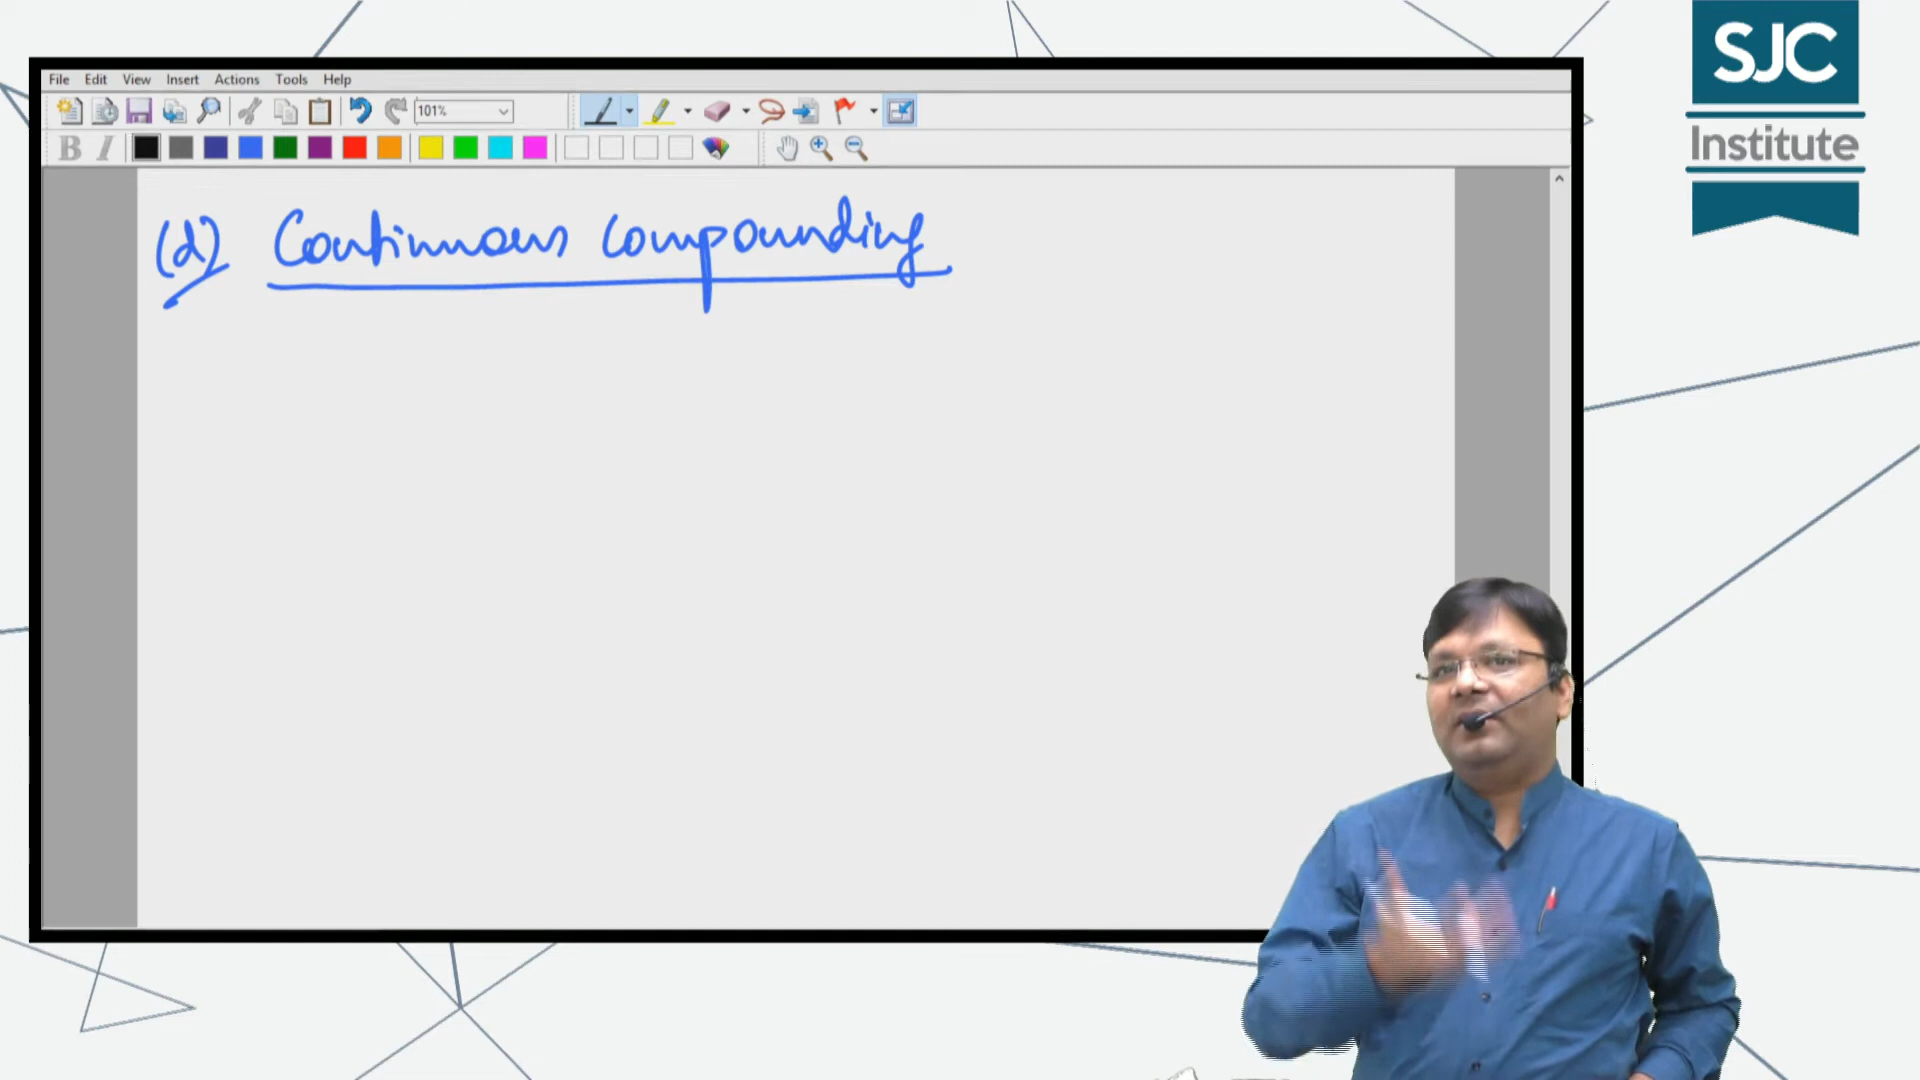 SJC
Institute
File Edit View Insert Actions Tools Help
101%
B I
(d) Continuous compounding